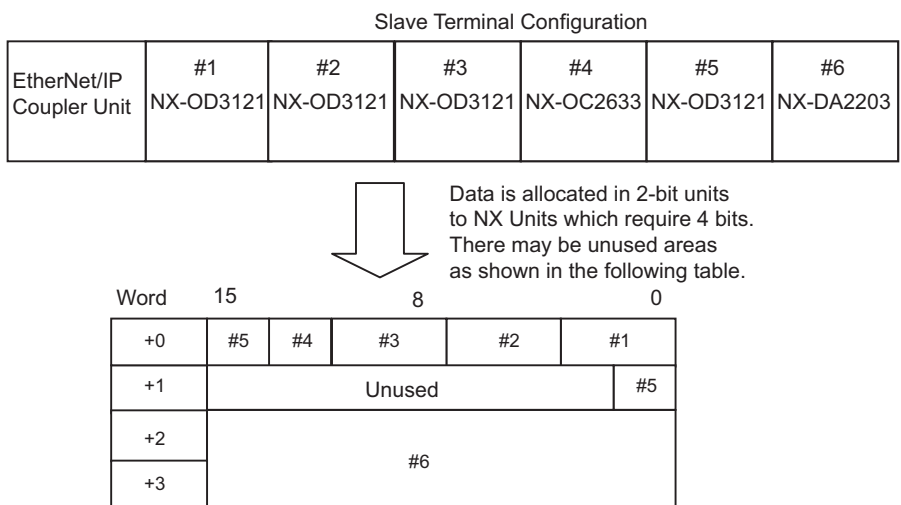 Slave Terminal Configuration
EtherNet/IP
Coupler Unit
#1
NX-OD3121
#2
NX-OD3121
#3
NX-OD3121
#4
NX-OC2633
#5
NX-OD3121
#6
NX-DA2203
Data is allocated in 2-bit units
to NX Units which require 4 bits.
There may be unused areas
as shown in the following table.
Word 15 8 0
+0 #5 #4 #3 #2 #1
+1 Unused #5
+2
#6
+3